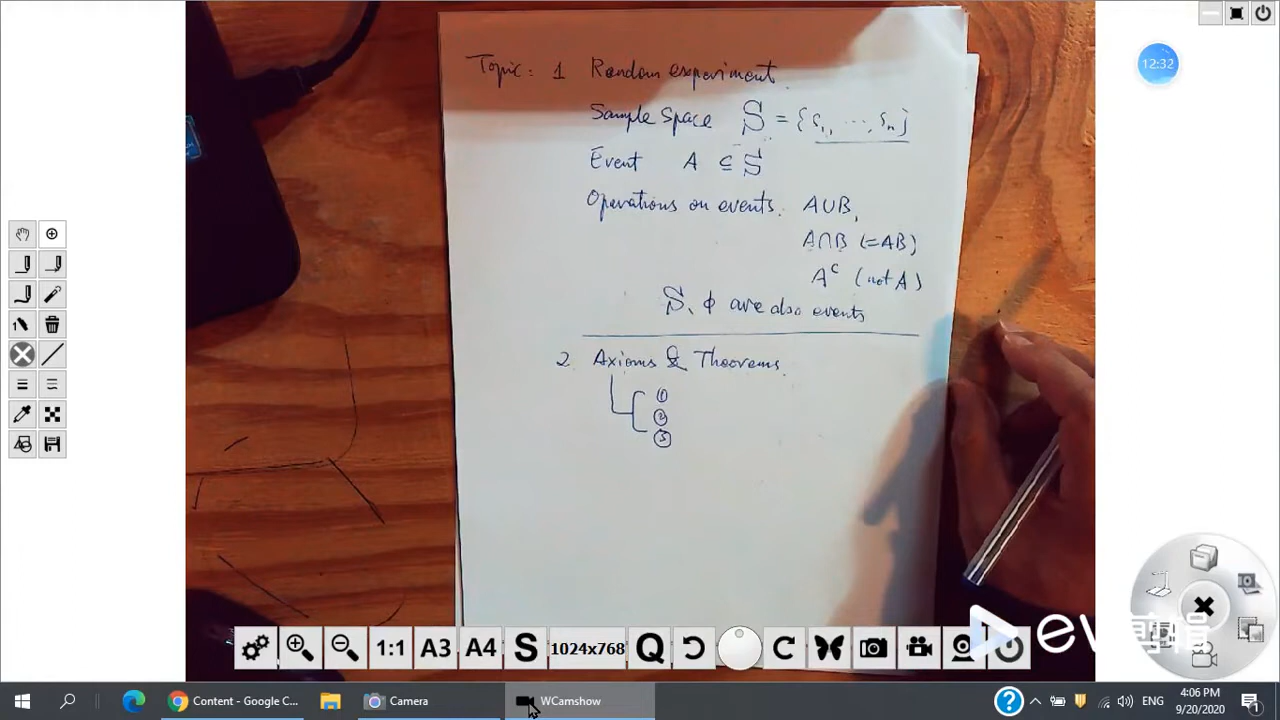 12:32
Topic: 1 Random experiment.
Sample Space S = {s₁, ..., sₙ}
Event A ⊆ S
Operations on events. A∪B,
A∩B (=AB)
Aᶜ (not A)
S, ϕ are also events
2. Axioms & Theorems.
①
②
③
1:1 A3 A4 S 1024x768 Q
Content - Google C... Camera WCamshow
ENG
4:06 PM
9/20/2020